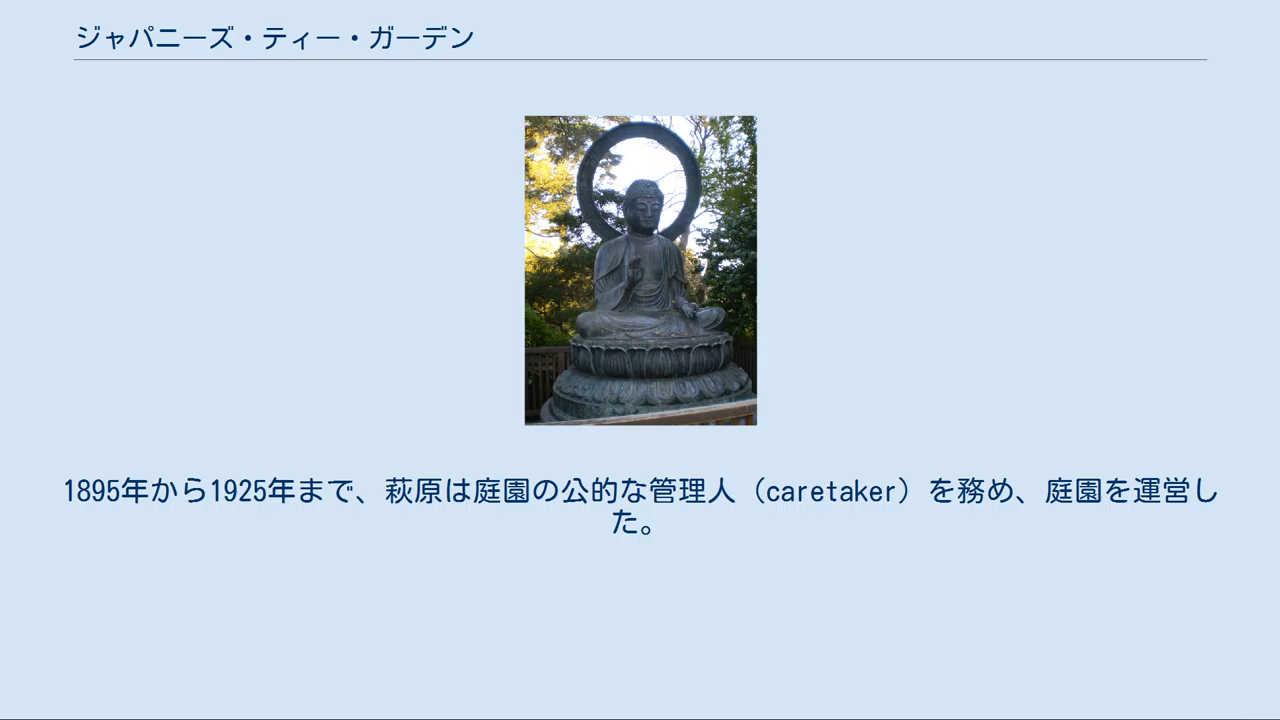 ジャパニーズ・ティー・ガーデン
1895年から1925年まで、萩原は庭園の公的な管理人（caretaker）を務め、庭園を運営し
た。